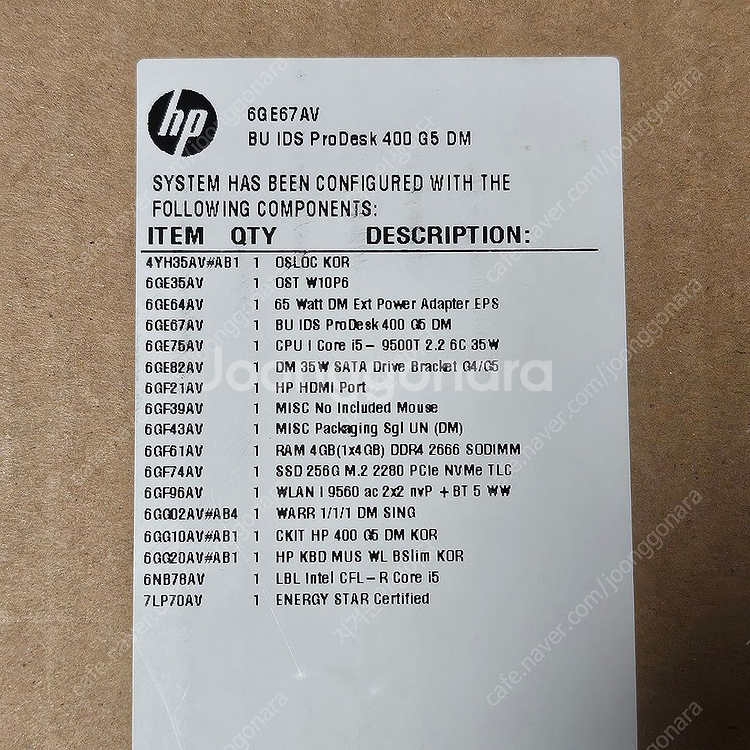 hp
6GE67AV
BU IDS ProDesk 400 G5 DM
SYSTEM HAS BEEN CONFIGURED WITH THE
FOLLOWING COMPONENTS:
ITEM QTY DESCRIPTION:
4YH35AV#AB1 1 OSLOC KOR
6GE35AV 1 OST W10P6
6GE64AV 1 65 Watt DM Ext Power Adapter EPS
6GE67AV 1 BU IDS ProDesk 400 G5 DM
6GE75AV 1 CPU I Core i5- 9500T 2.2 6C 35W
6GE82AV 1 DM 35W SATA Drive Bracket G4/G5
6GF21AV 1 HP HDMI Port
6GF39AV 1 MISC No Included Mouse
6GF43AV 1 MISC Packaging Sgl UN (DM)
6GF61AV 1 RAM 4GB(1x4GB) DDR4 2666 SODIMM
6GF74AV 1 SSD 256G M.2 2280 PCIe NVMe TLC
6GF96AV 1 WLAN I 9560 ac 2x2 nvP +BT 5 WW
6GG02AV#AB4 1 WARR 1/1/1 DM SING
6GG10AV#AB1 1 CKIT HP 400 G5 DM KOR
6GG20AV#AB1 1 HP KBD MUS WL BSlim KOR
6NB78AV 1 LBL Intel CFL-R Core i5
7LP70AV 1 ENERGY STAR Certified
Joonggonara
cafe.naver.com/joonggonara